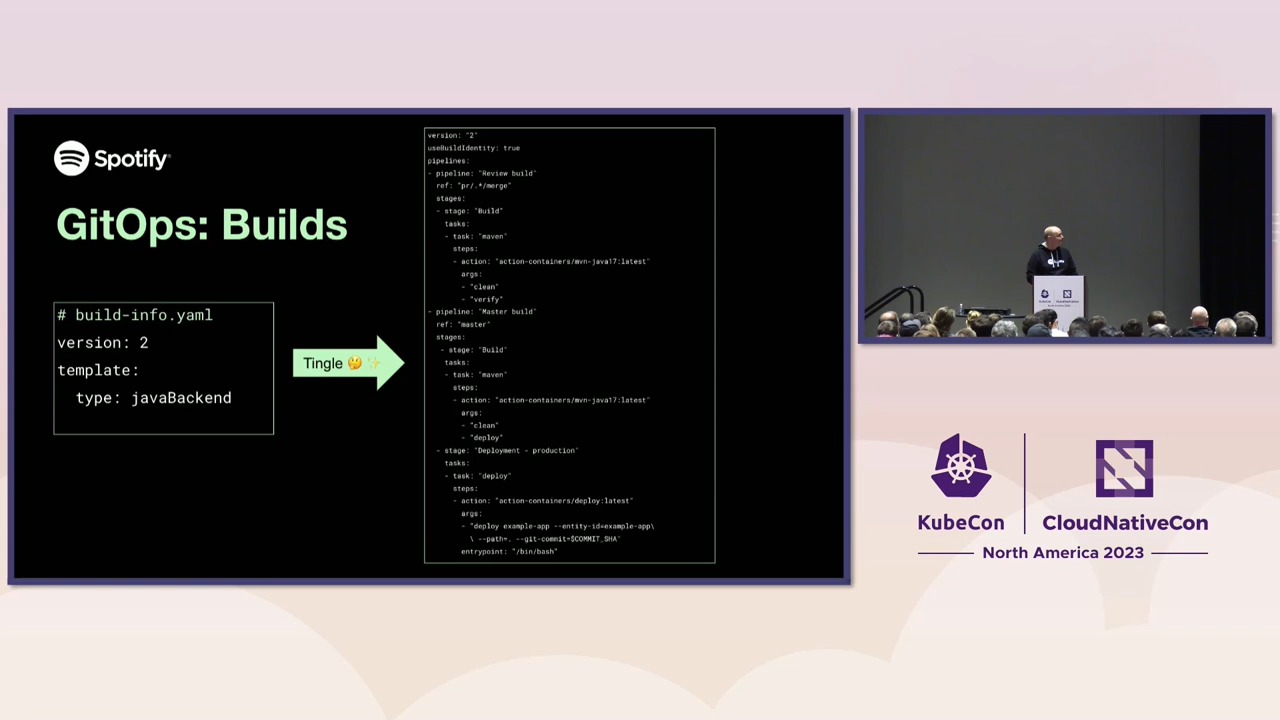 Spotify
GitOps: Builds
# build-info.yaml
version: 2
template:
  type: javaBackend
Tingle 🤔 ✨
version: "2"
useBuildIdentity: true
pipelines:
- pipeline: "Review build"
  ref: "pr/.*/merge"
  stages:
  - stage: "Build"
    tasks:
    - task: "maven"
      steps:
      - action: "action-containers/mvn-java17:latest"
        args:
        - "clean"
        - "verify"
- pipeline: "Master build"
  ref: "master"
  stages:
   - stage: "Build"
    tasks:
    - task: "maven"
      steps:
      - action: "action-containers/mvn-java17:latest"
        args:
        - "clean"
        - "deploy"
  - stage: "Deployment - production"
    tasks:
    - task: "deploy"
      steps:
      - action: "action-containers/deploy:latest"
        args:
        - "deploy example-app --entity-id=example-app\
          \ --path=. --git-commit=$COMMIT_SHA"
        entrypoint: "/bin/bash"
KubeCon
CloudNativeCon
North America 2023